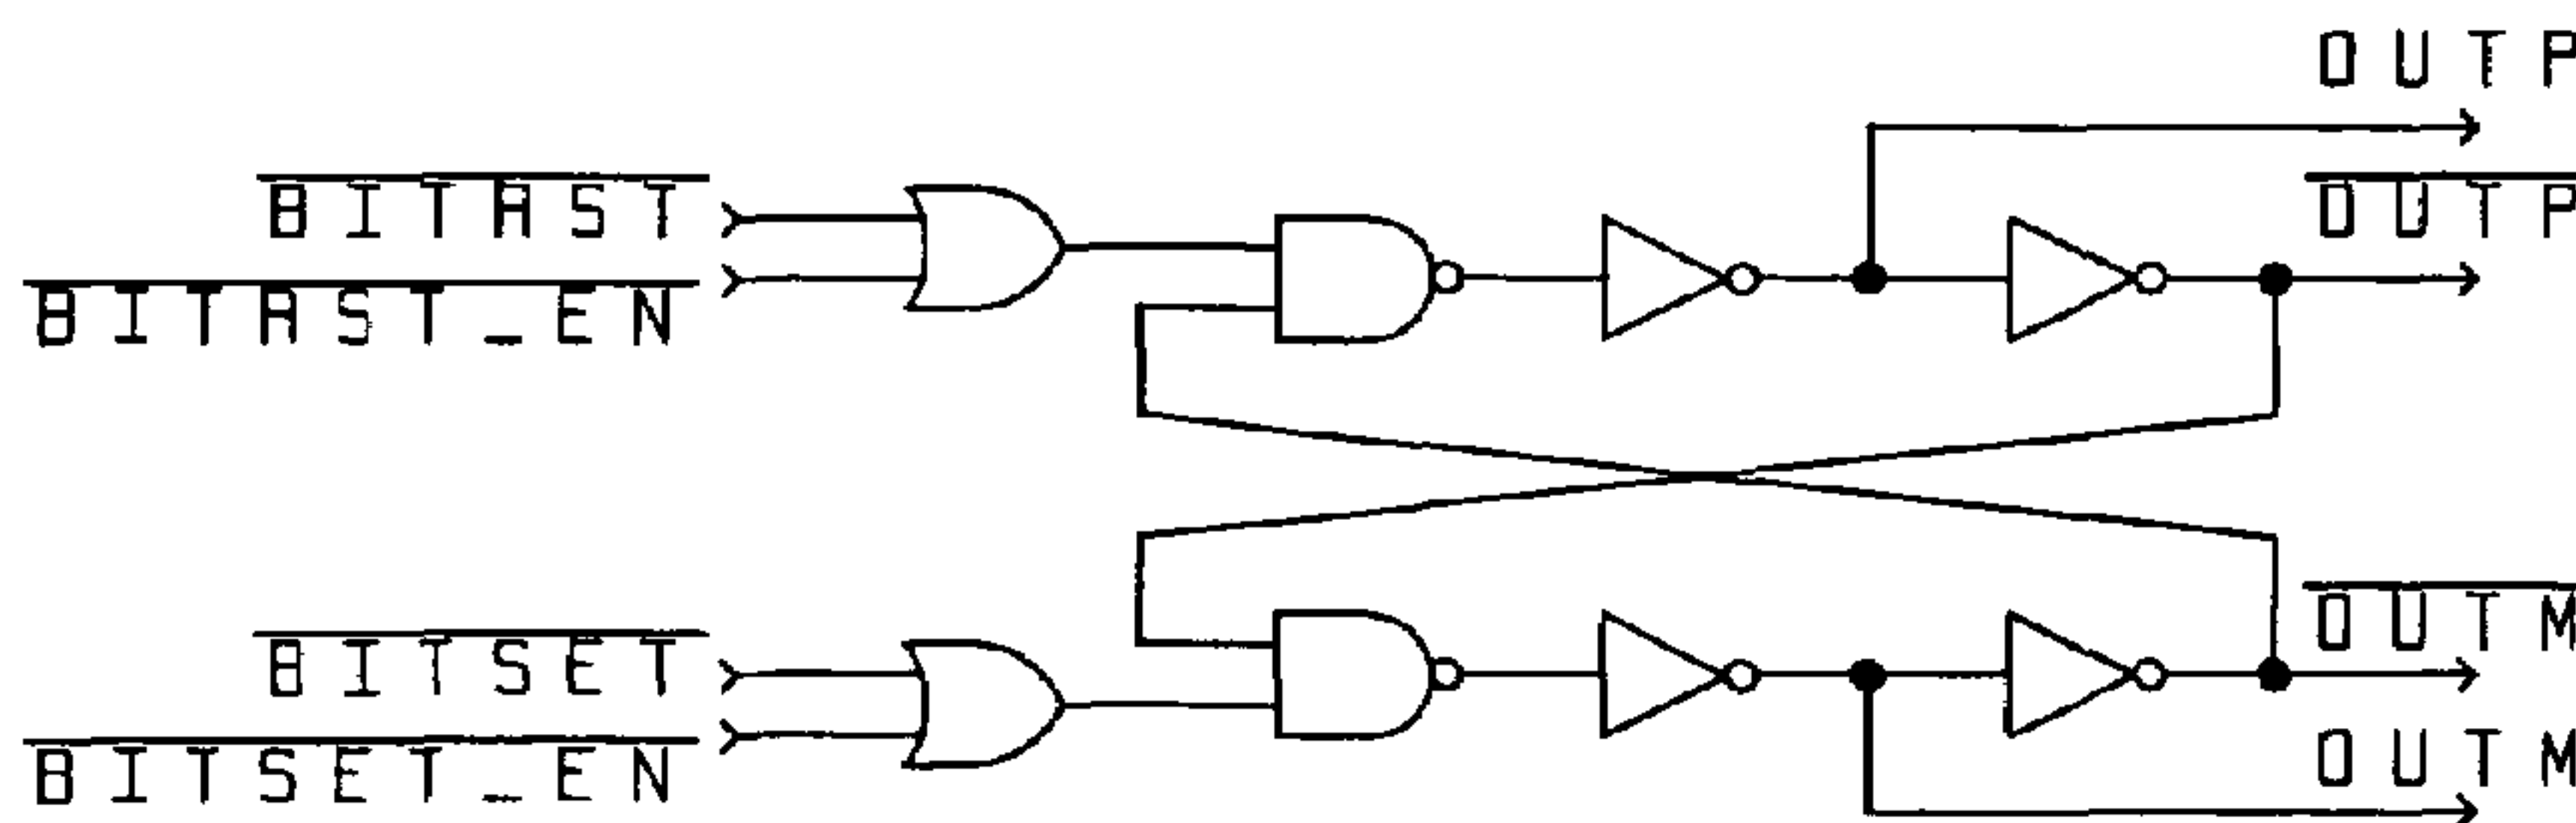 OUTP
BITRST
OUTP
BITRST_EN
BITSET
OUTM
BITSET_EN
OUTM